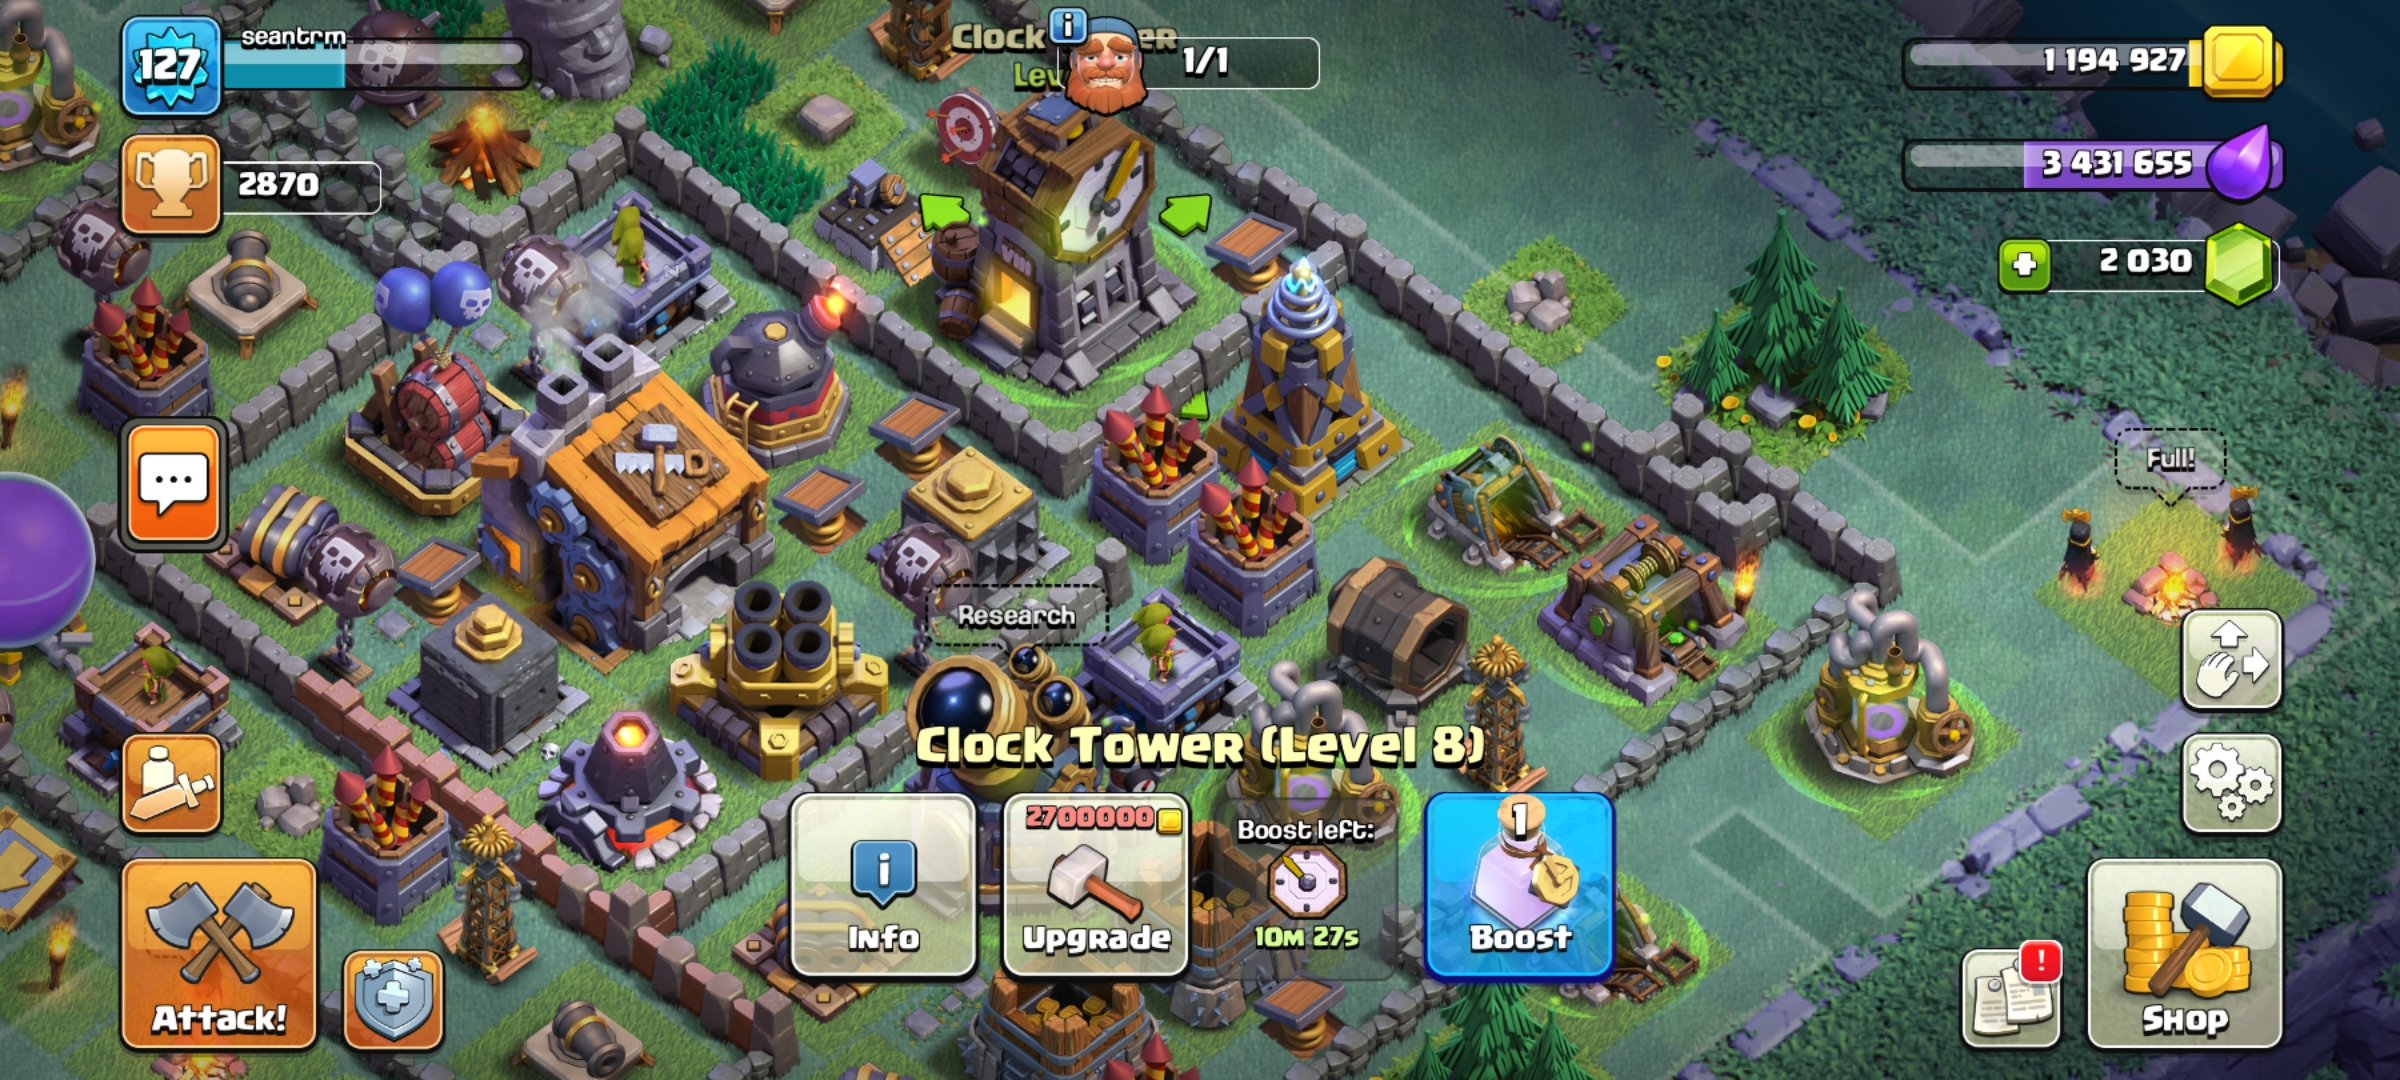 127
seantrm
Clock
ER
Lev
1/1
1 194 927
2870
3 431 655
2 030
VIII
Full!
Research
Clock Tower (Level 8)
Info
2700000
Upgrade
Boost left:
10M 27s
1
Boost
Attack!
!
Shop